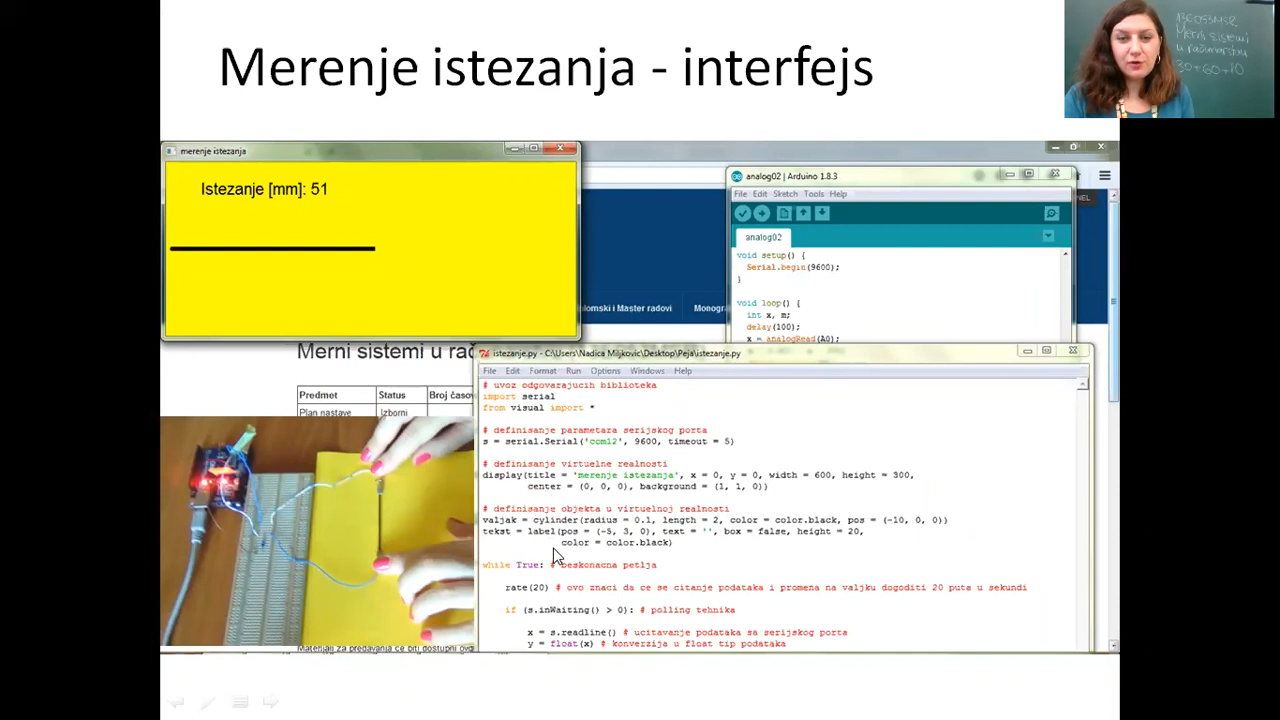 Merenje istezanja - interfejs
13E053MSR
Merni sistemi
u računarstvu
30+60+10
merenje istezanja
Istezanje [mm]: 51
analog02 | Arduino 1.8.3
File Edit Sketch Tools Help
analog02
void setup() {
Serial.begin(9600);
}
void loop() {
int x, m;
delay(100);
x = analogRead(A0);
NEL
lomski i Master radovi
Monogra
Merni sistemi u rač
Predmet Status Broj časo
Plan nastave Izborni
Materijali za predavanja će biti dostupni ovd
istezanje.py - C:\Users\Nadica Miljkovic\Desktop\Peja\istezanje.py
File Edit Format Run Options Windows Help
# uvoz odgovarajucih biblioteka
import serial
from visual import *
# definisanje parametara serijskog porta
s = serial.Serial('com12', 9600, timeout = 5)
# definisanje virtuelne realnosti
display(title = 'merenje istezanja', x = 0, y = 0, width = 600, height = 300,
center = (0, 0, 0), background = (1, 1, 0))
# definisanje objekta u virtuelnoj realnosti
valjak = cylinder(radius = 0.1, length = 2, color = color.black, pos = (-10, 0, 0))
tekst = label(pos = (-5, 3, 0), text = '', box = false, height = 20,
color = color.black)
while True: # beskonacna petlja
rate(20) # ovo znaci da ce se citanje podataka i promena na valjku dogoditi 20 puta u sekundi
if (s.inWaiting() > 0): # polling tehnika
x = s.readline() # ucitavanje podataka sa serijskog porta
y = float(x) # konverzija u float tip podataka